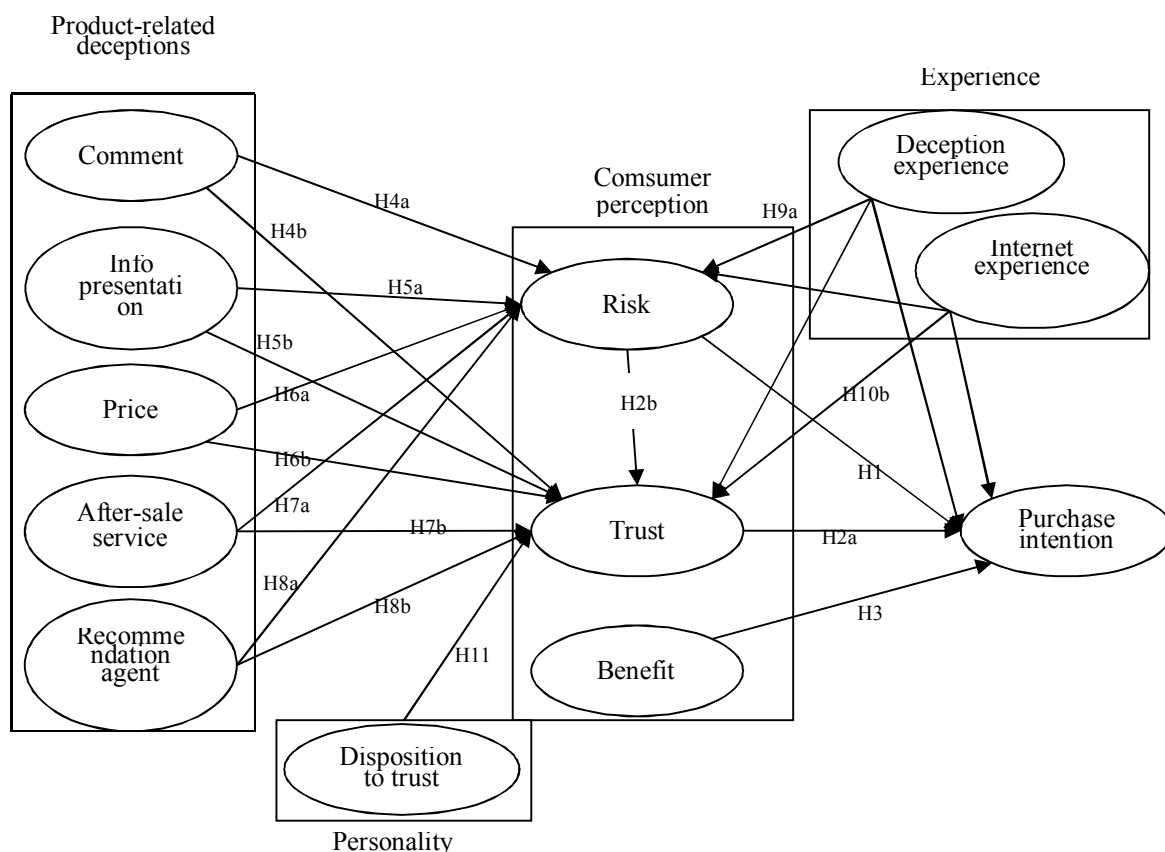 Product-related
deceptions
Experience
Comment
Deception
experience
Comsumer
perception
H4a
H4b
H9a
Internet
experience
Info
presentati
on
H5a
Risk
H5b
Price
H6a
H2b
H10b
H6b
H1
After-sale
service
H7a
H7b
Trust
H2a
Purchase
intention
H8a
H8b
H3
Recomme
ndation
agent
H11
Benefit
Disposition
to trust
Personality